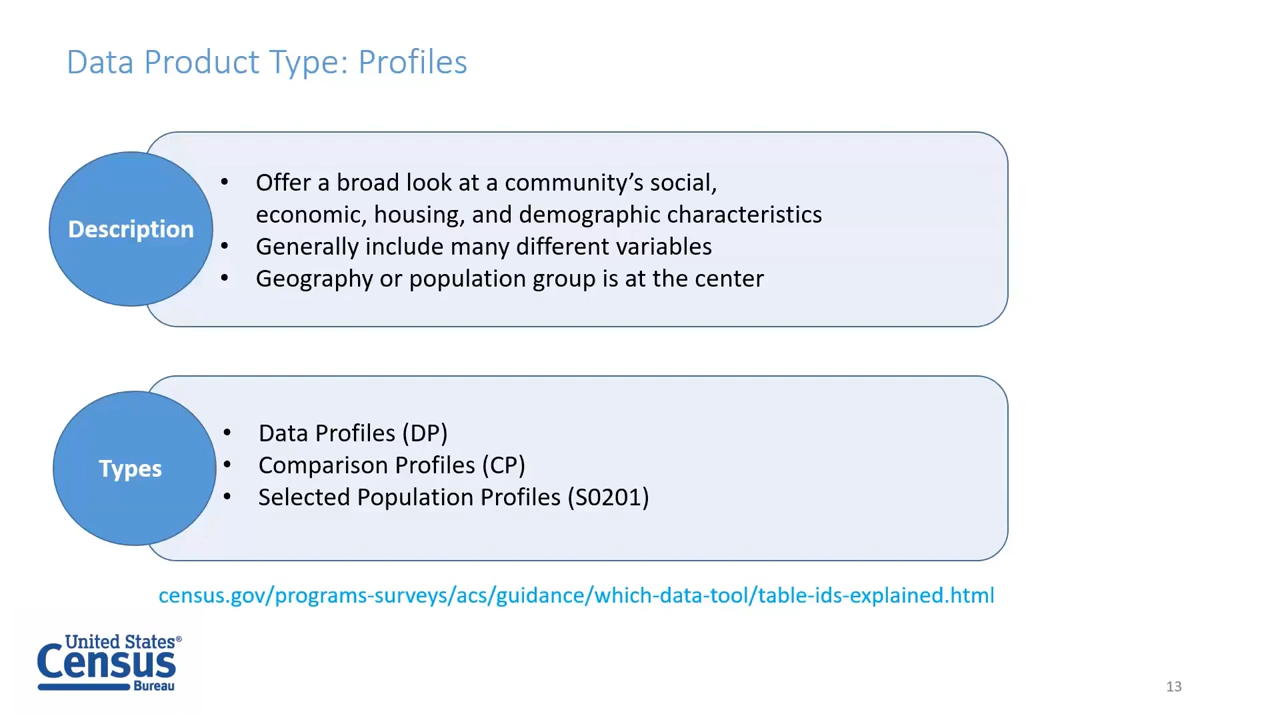 Data Product Type: Profiles
Description
• Offer a broad look at a community’s social,
economic, housing, and demographic characteristics
• Generally include many different variables
• Geography or population group is at the center
Types
• Data Profiles (DP)
• Comparison Profiles (CP)
• Selected Population Profiles (S0201)
census.gov/programs-surveys/acs/guidance/which-data-tool/table-ids-explained.html
United States®
Census
Bureau
13